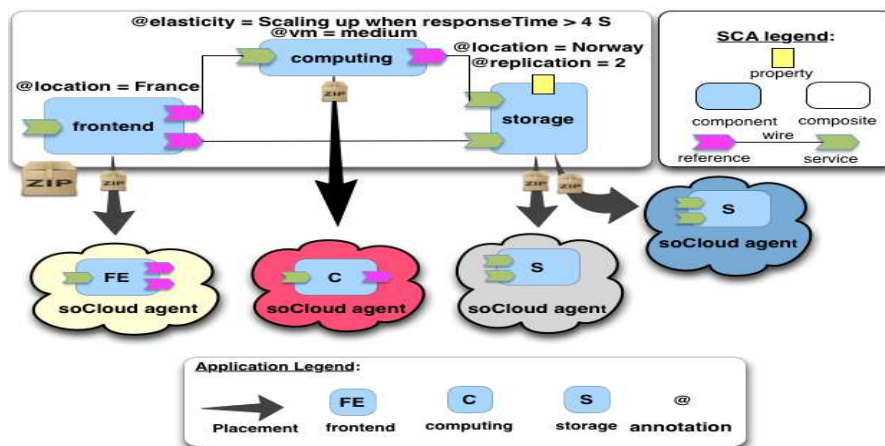 @elasticity = Scaling up when responseTime > 4 S
@vm = medium
computing
@location = Norway
@replication = 2
@location = France
frontend
storage
ZIP
ZIP
ZIP
ZIP
ZIP
SCA legend:
property
component
composite
wire
reference
service
FE
soCloud agent
C
soCloud agent
S
soCloud agent
S
soCloud agent
Application Legend:
FE
C
S
@
Placement
frontend
computing
storage
annotation